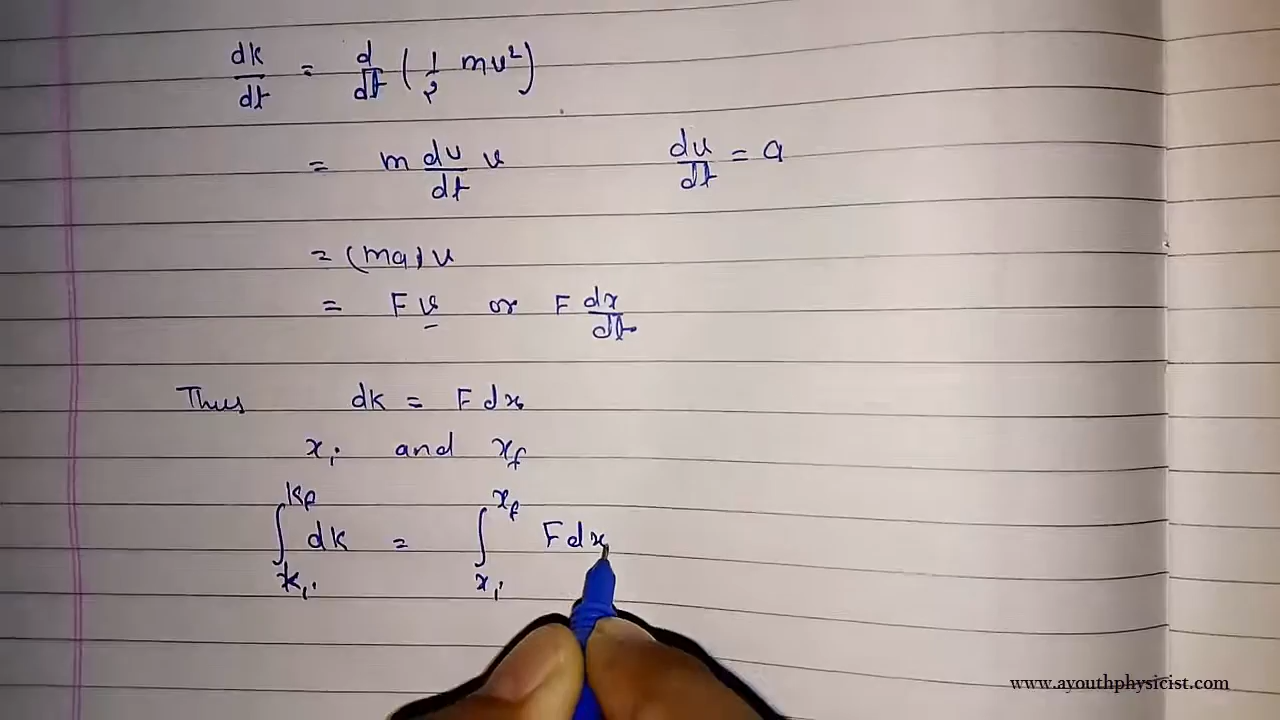 dk/dt = d/dt (1/2 mv²)
= m dv/dt v    dv/dt = a
= (ma) v
= F v or F dx/dt
Thus dk = F dx
xi and xf
∫ki^kf dk = ∫xi^xf F dx
www.ayouthphysicist.com